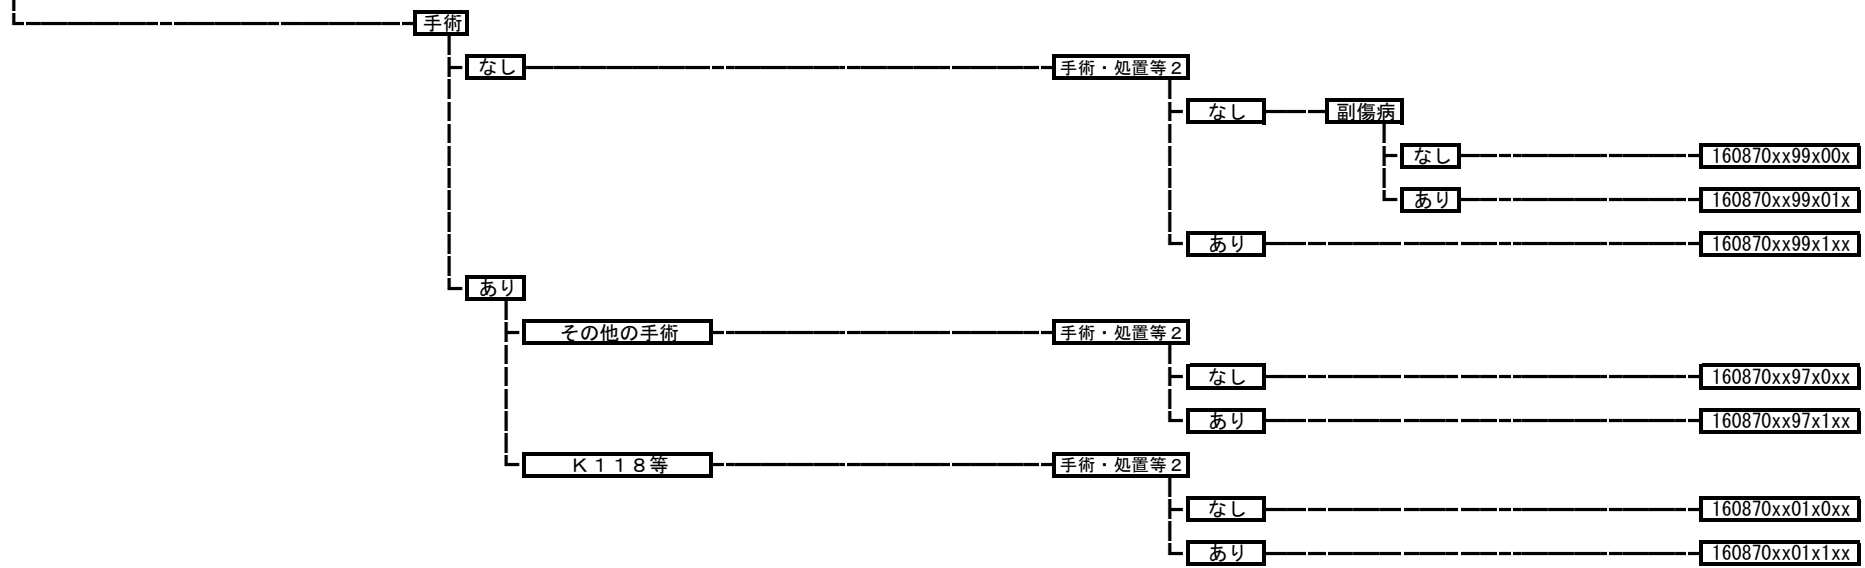 手術
なし 手術・処置等２
なし 副傷病
なし 160870xx99x00x
あり 160870xx99x01x
あり 160870xx99x1xx
あり
その他の手術 手術・処置等２
なし 160870xx97x0xx
あり 160870xx97x1xx
Ｋ１１８等 手術・処置等２
なし 160870xx01x0xx
あり 160870xx01x1xx